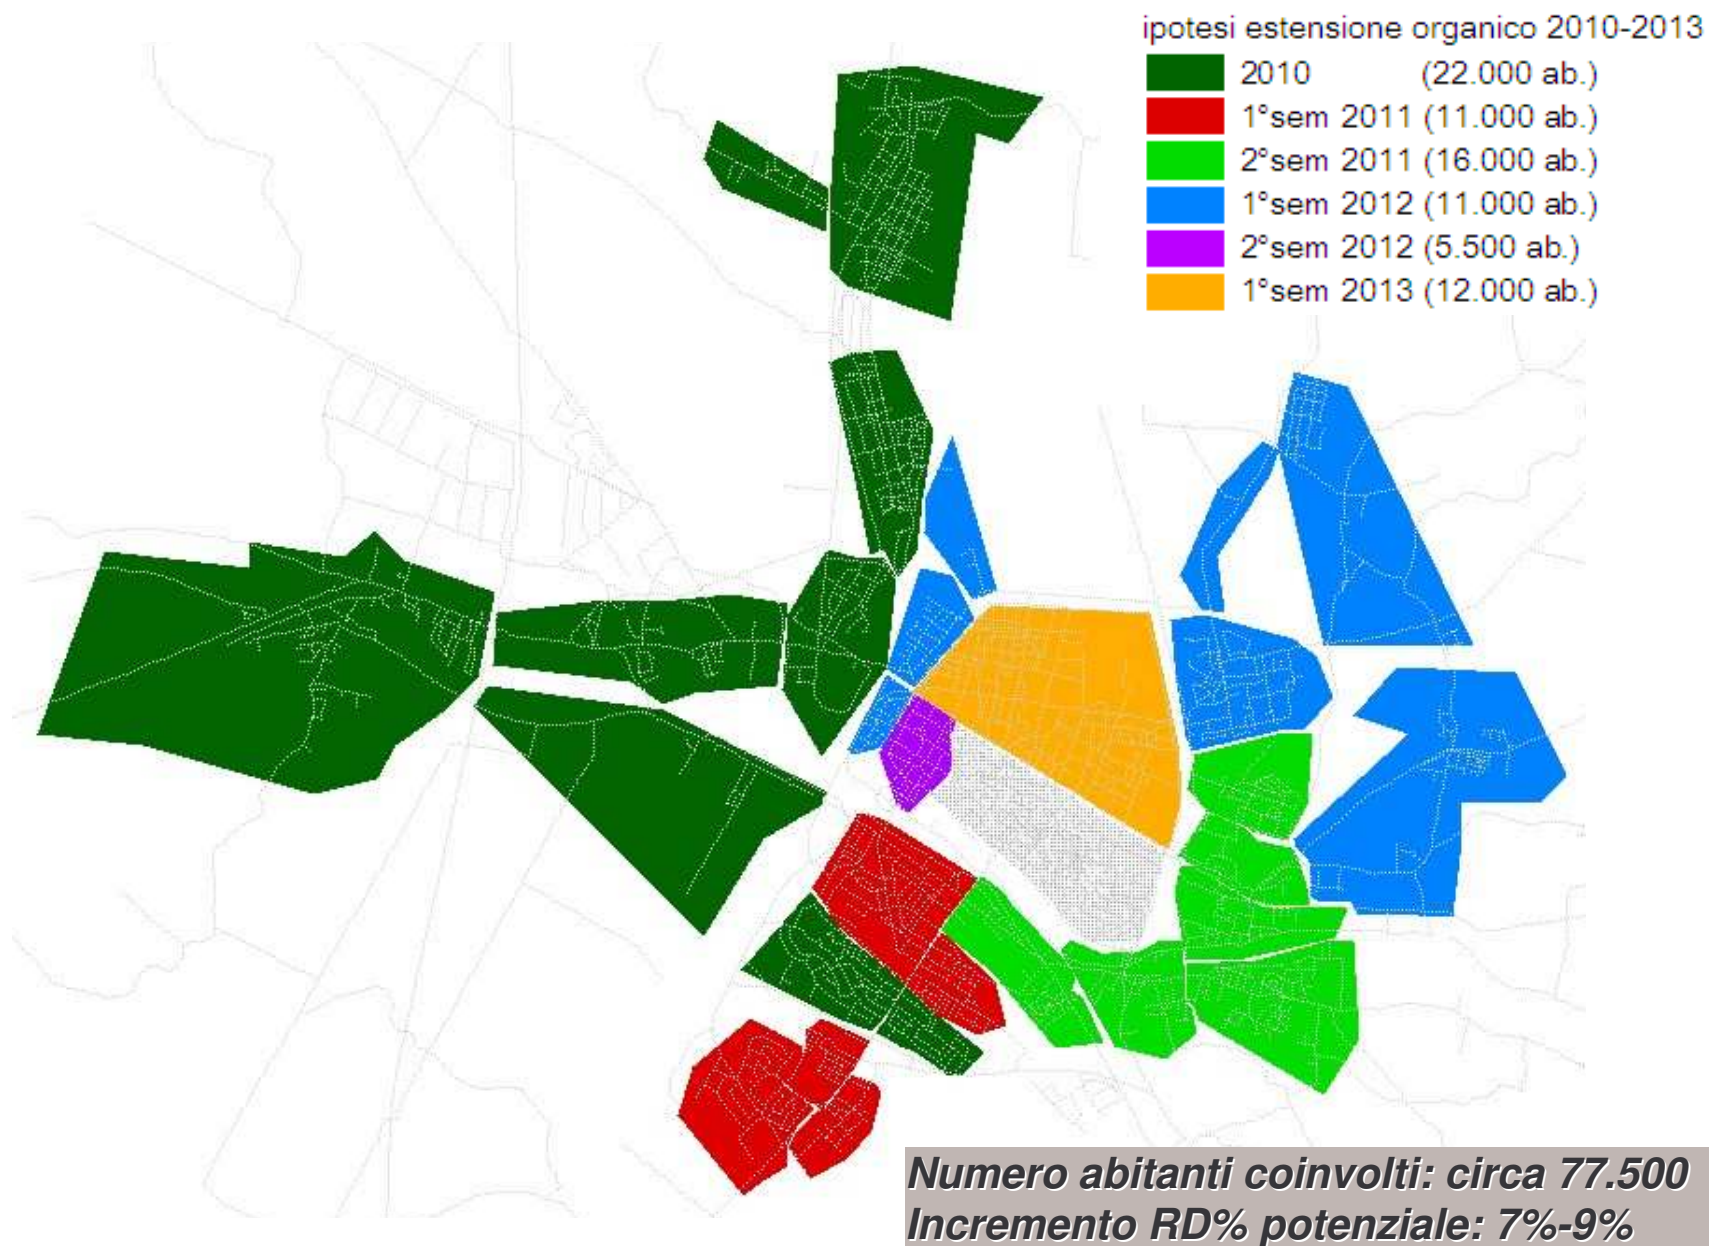 ipotesi estensione organico 2010-2013
2010 (22.000 ab.)
1°sem 2011 (11.000 ab.)
2°sem 2011 (16.000 ab.)
1°sem 2012 (11.000 ab.)
2°sem 2012 (5.500 ab.)
1°sem 2013 (12.000 ab.)
Numero abitanti coinvolti: circa 77.500
Incremento RD% potenziale: 7%-9%